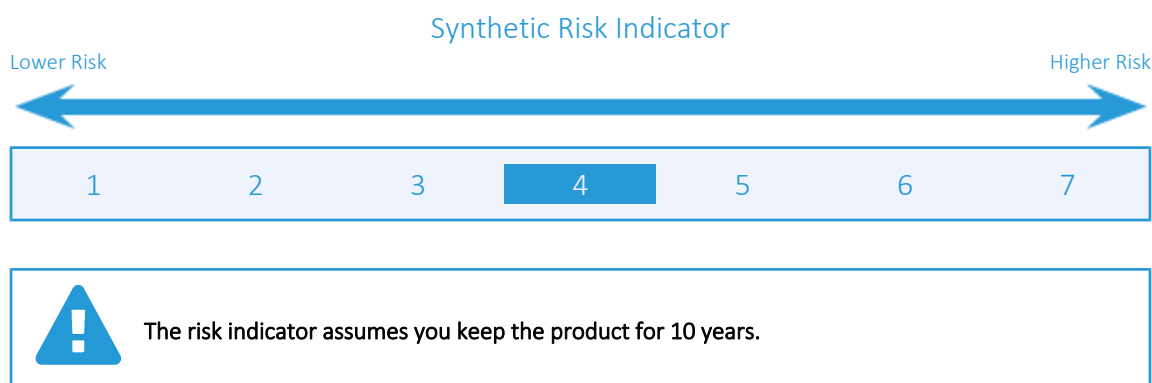 Synthetic Risk Indicator
Lower Risk Higher Risk
1 2 3 4 5 6 7
The risk indicator assumes you keep the product for 10 years.